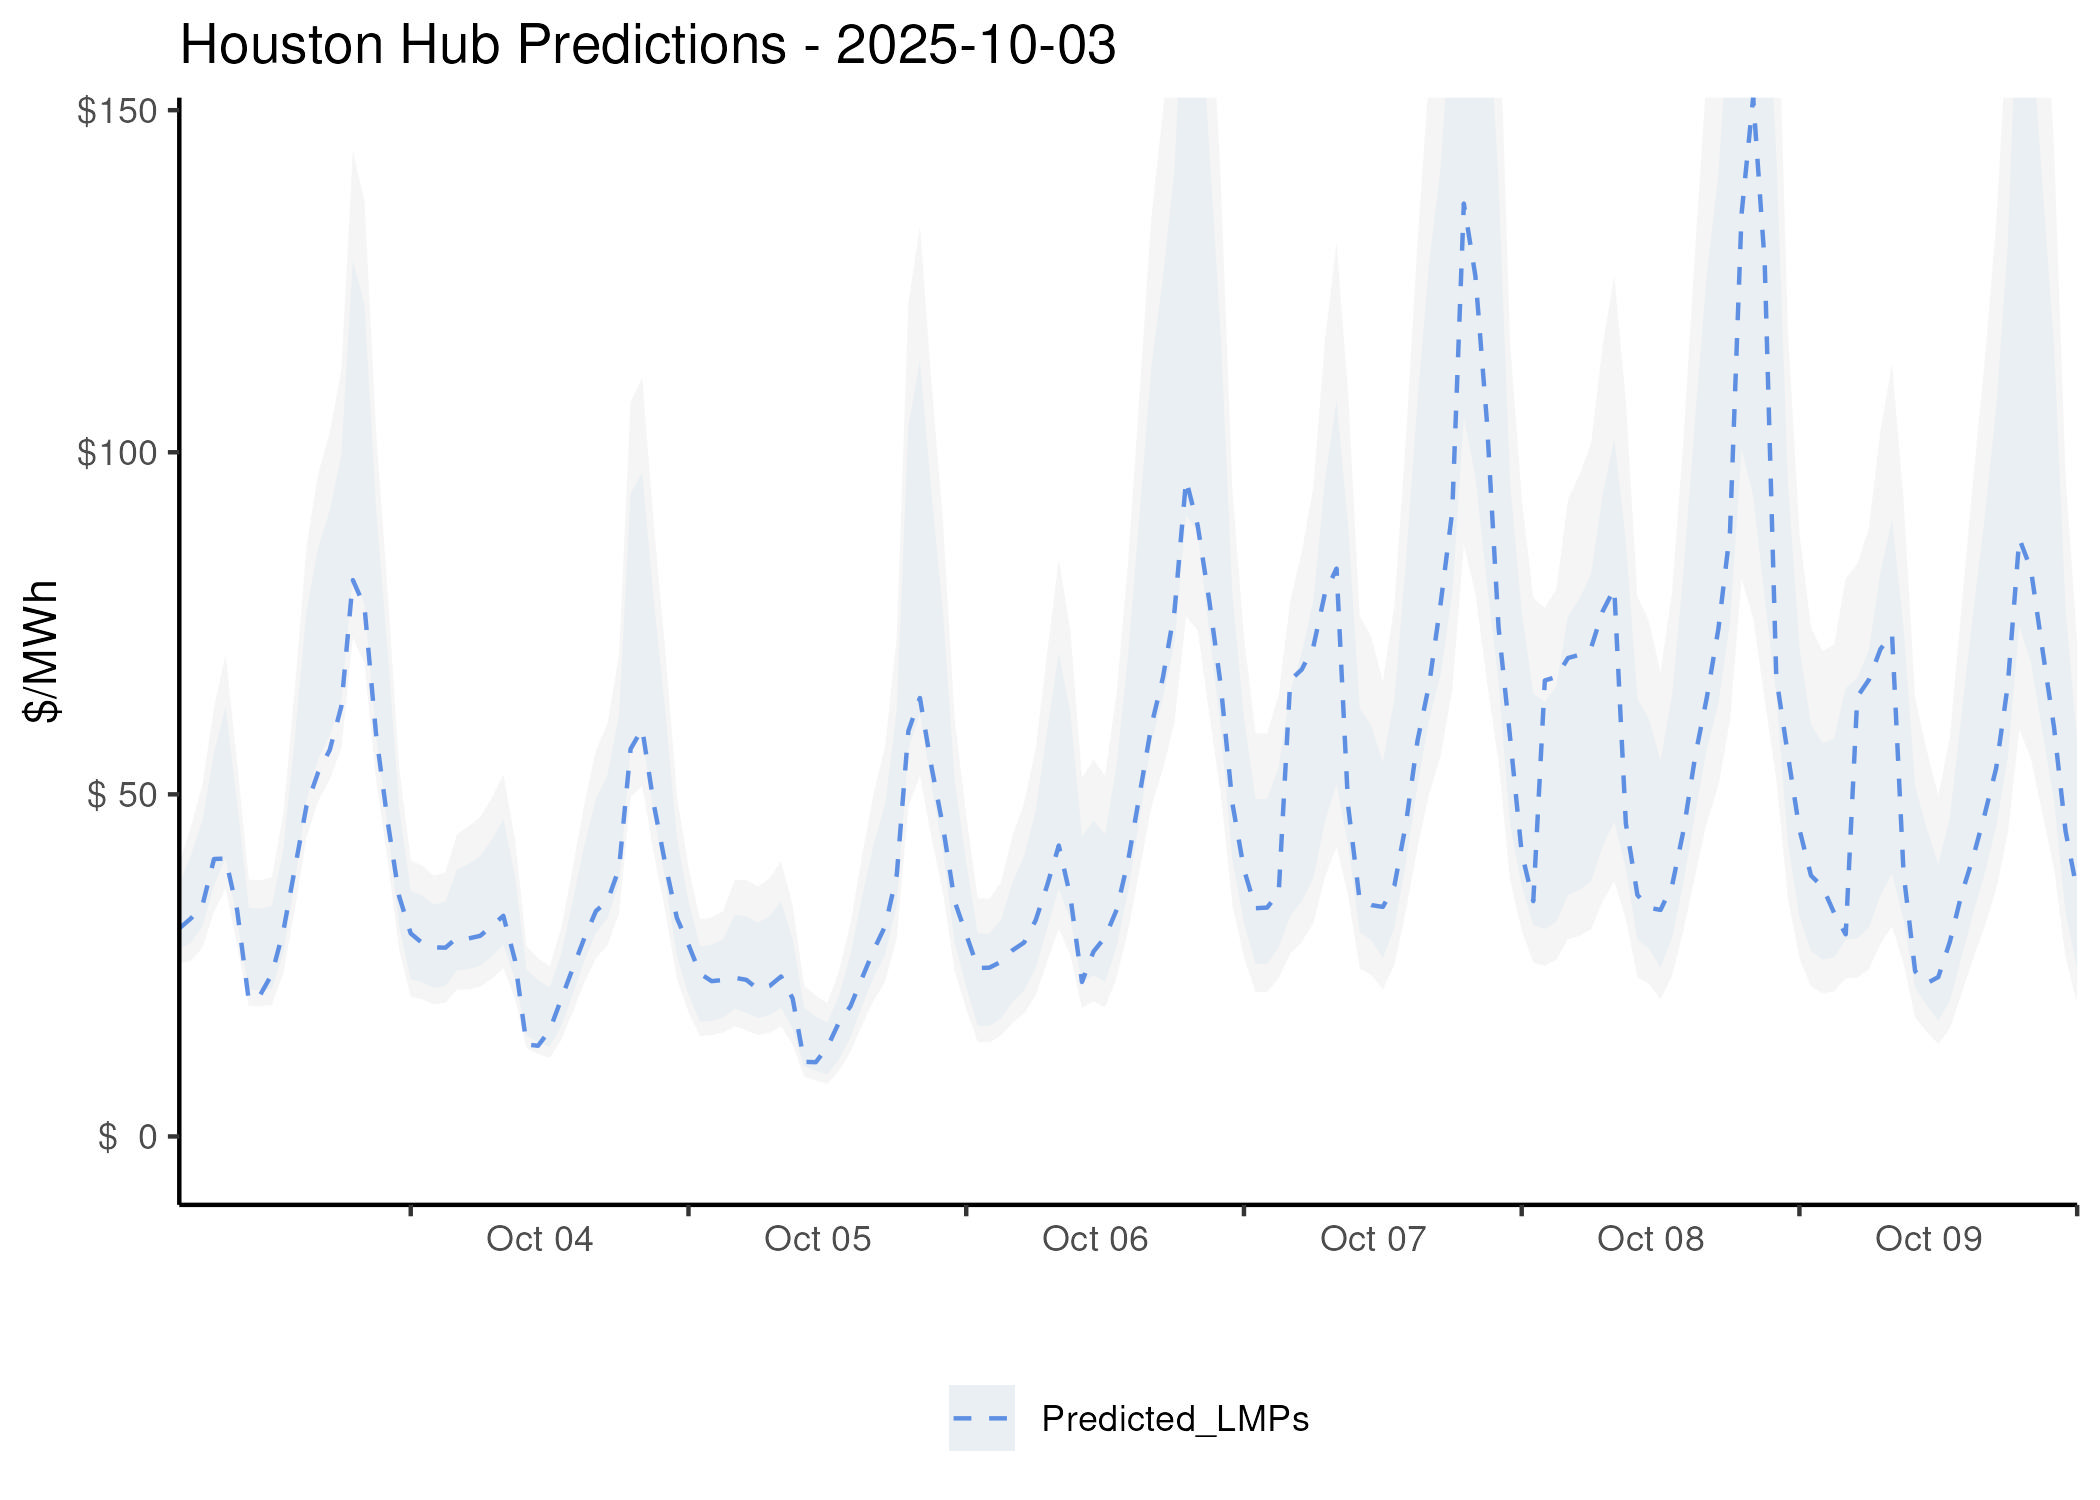 Houston Hub Predictions - 2025-10-03
$/MWh
$150
$100
$ 50
$  0
Oct 04
Oct 05
Oct 06
Oct 07
Oct 08
Oct 09
Predicted_LMPs